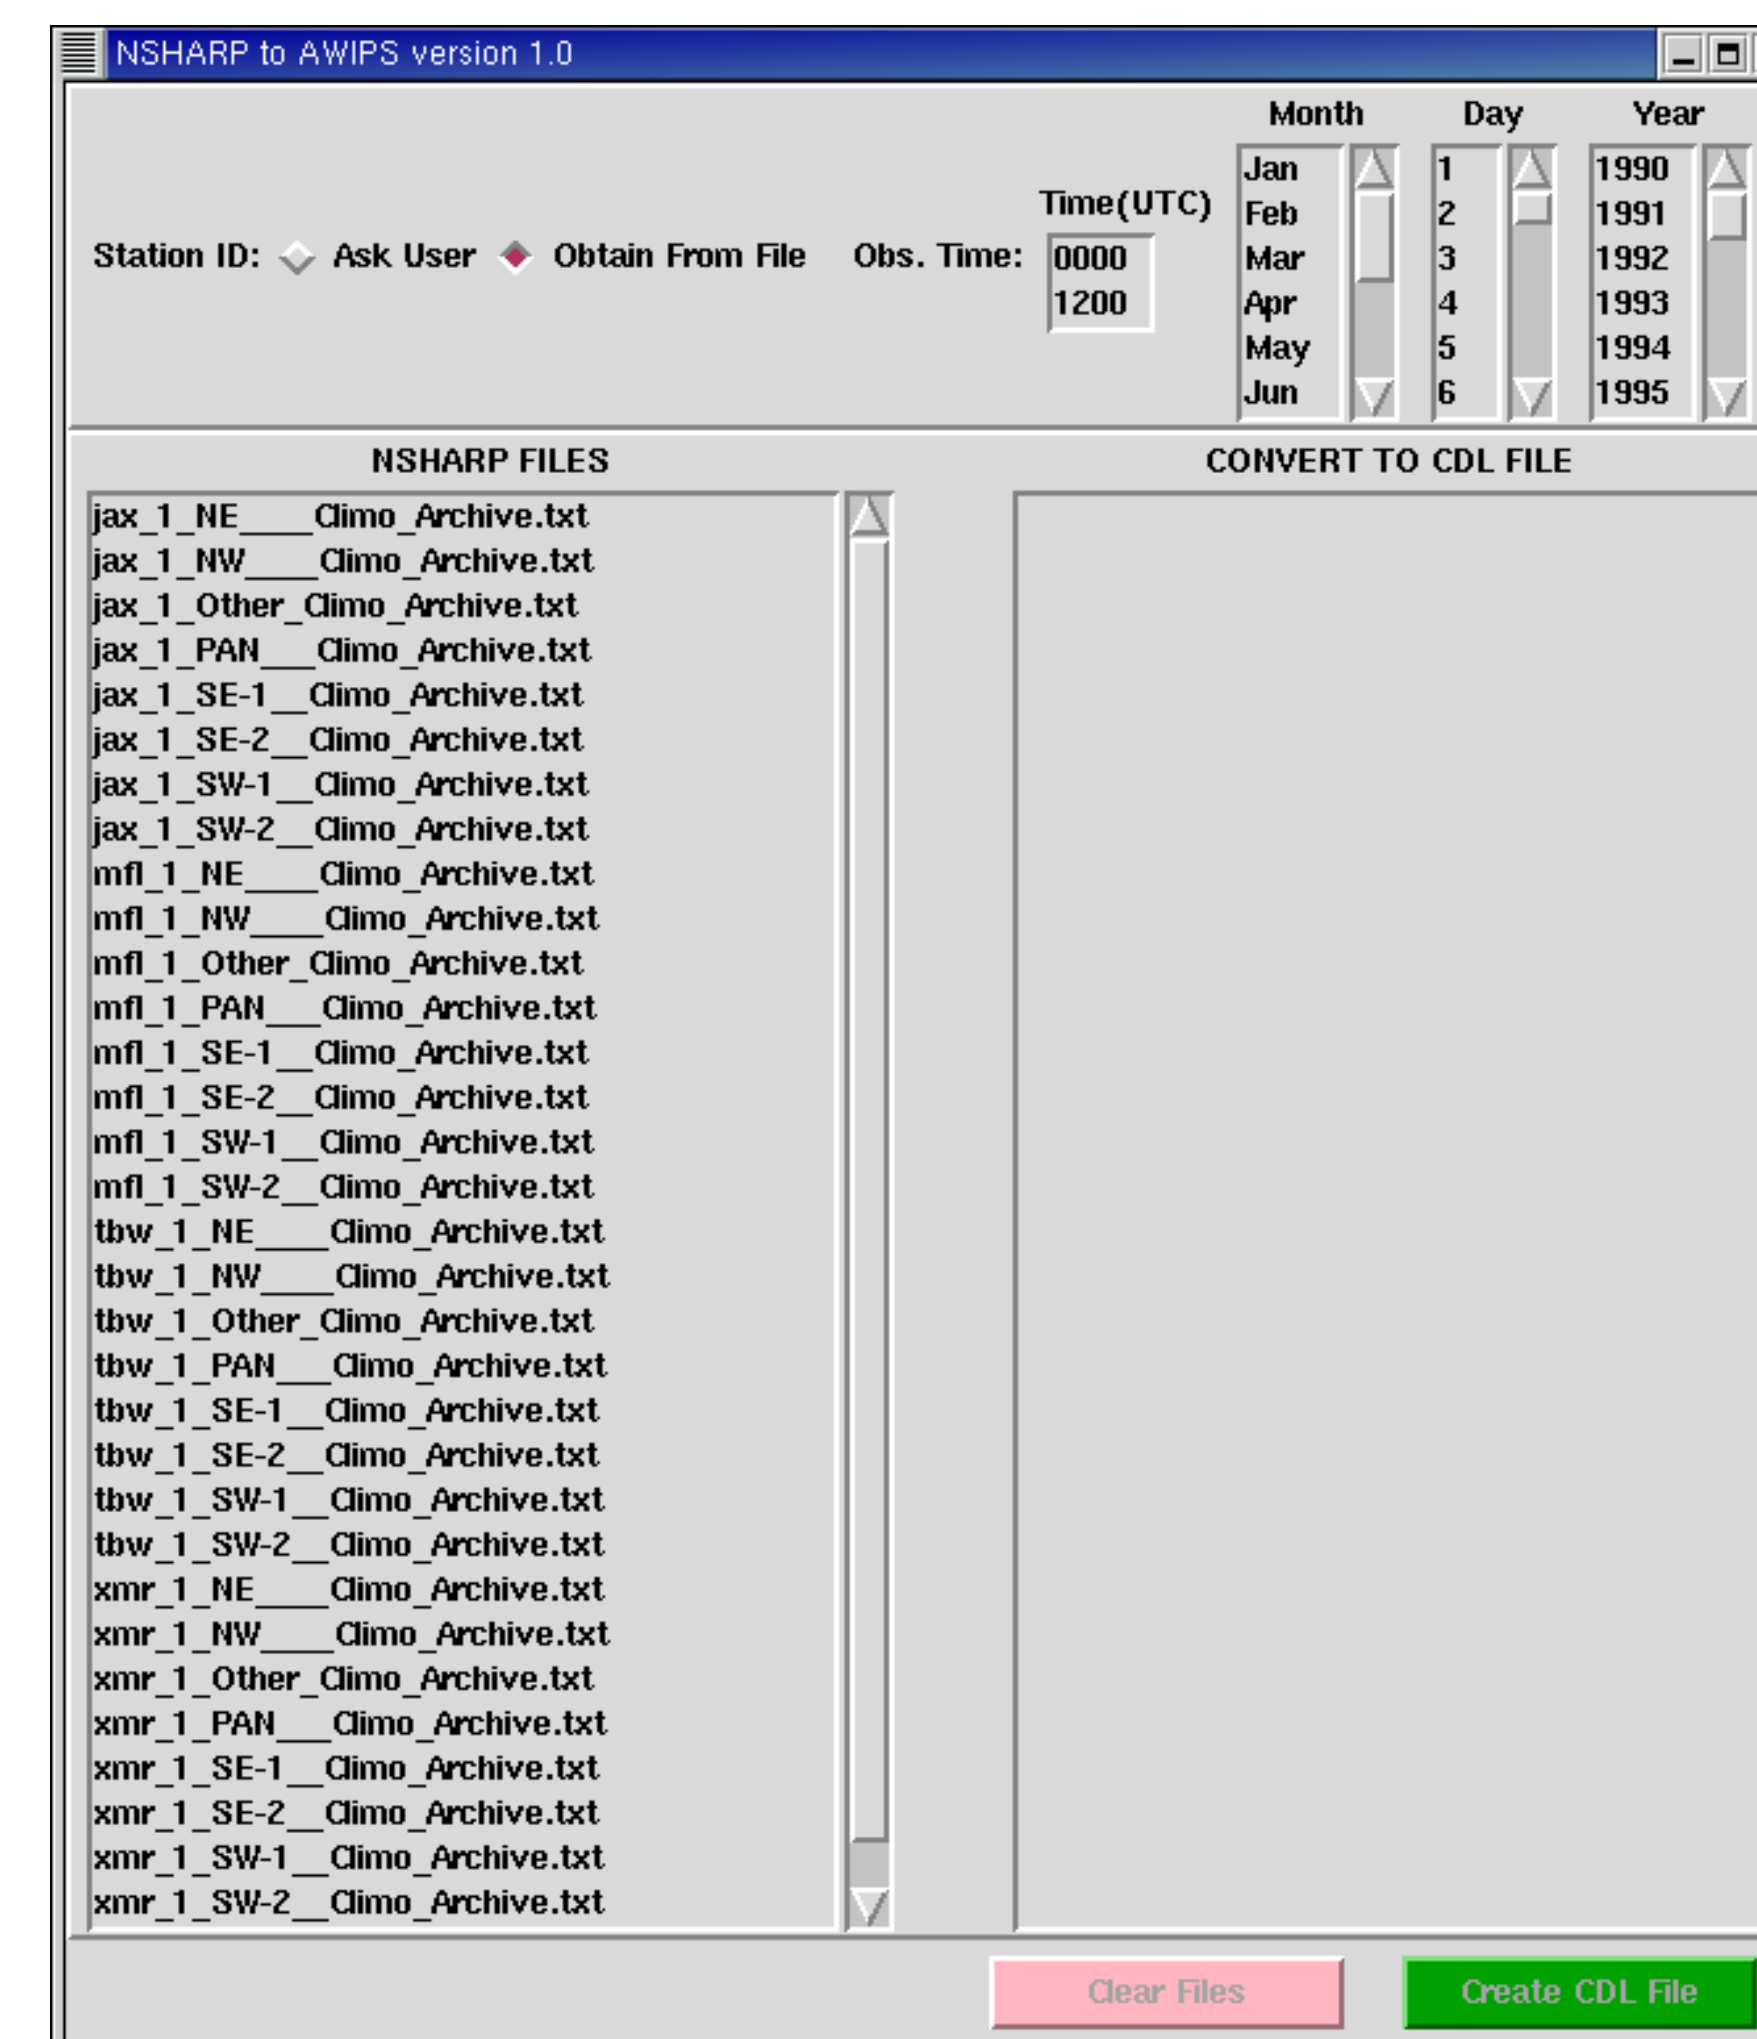 NSHARP to AWIPS version 1.0
Month Day Year
Station ID: Ask User Obtain From File Obs. Time: Time(UTC)
0000
1200
Jan 1 1990
Feb 2 1991
Mar 3 1992
Apr 4 1993
May 5 1994
Jun 6 1995
NSHARP FILES CONVERT TO CDL FILE
jax_1_NE____Climo_Archive.txt
jax_1_NW____Climo_Archive.txt
jax_1_Other_Climo_Archive.txt
jax_1_PAN___Climo_Archive.txt
jax_1_SE-1__Climo_Archive.txt
jax_1_SE-2__Climo_Archive.txt
jax_1_SW-1__Climo_Archive.txt
jax_1_SW-2__Climo_Archive.txt
mfl_1_NE____Climo_Archive.txt
mfl_1_NW____Climo_Archive.txt
mfl_1_Other_Climo_Archive.txt
mfl_1_PAN___Climo_Archive.txt
mfl_1_SE-1__Climo_Archive.txt
mfl_1_SE-2__Climo_Archive.txt
mfl_1_SW-1__Climo_Archive.txt
mfl_1_SW-2__Climo_Archive.txt
tbw_1_NE____Climo_Archive.txt
tbw_1_NW____Climo_Archive.txt
tbw_1_Other_Climo_Archive.txt
tbw_1_PAN___Climo_Archive.txt
tbw_1_SE-1__Climo_Archive.txt
tbw_1_SE-2__Climo_Archive.txt
tbw_1_SW-1__Climo_Archive.txt
tbw_1_SW-2__Climo_Archive.txt
xmr_1_NE____Climo_Archive.txt
xmr_1_NW____Climo_Archive.txt
xmr_1_Other_Climo_Archive.txt
xmr_1_PAN___Climo_Archive.txt
xmr_1_SE-1__Climo_Archive.txt
xmr_1_SE-2__Climo_Archive.txt
xmr_1_SW-1__Climo_Archive.txt
xmr_1_SW-2__Climo_Archive.txt
Clear Files Create CDL File